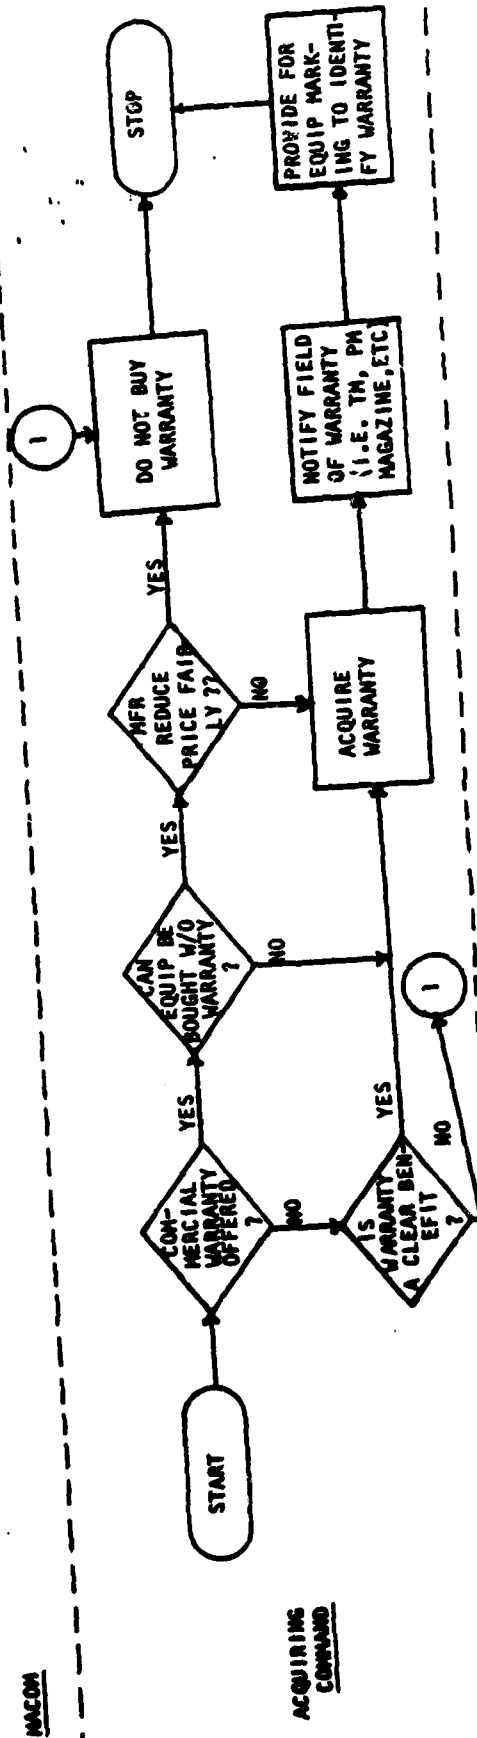 MACOM
ACQUIRING
COMMAND
START
COM-
MERCIAL
WARRANTY
OFFERED
?
YES
NO
CAN
EQUIP BE
BOUGHT W/O
WARRANTY
?
YES
NO
MFR
REDUCE
PRICE FAIR
LY ??
YES
NO
1
DO NOT BUY
WARRANTY
STOP
IS
WARRANTY
A CLEAR BEN-
EFIT
?
YES
NO
1
ACQUIRE
WARRANTY
NOTIFY FIELD
OF WARRANTY
(I.E. TM, PM
MAGAZINE,ETC)
PROVIDE FOR
EQUIP MARK-
ING TO IDENTI-
FY WARRANTY